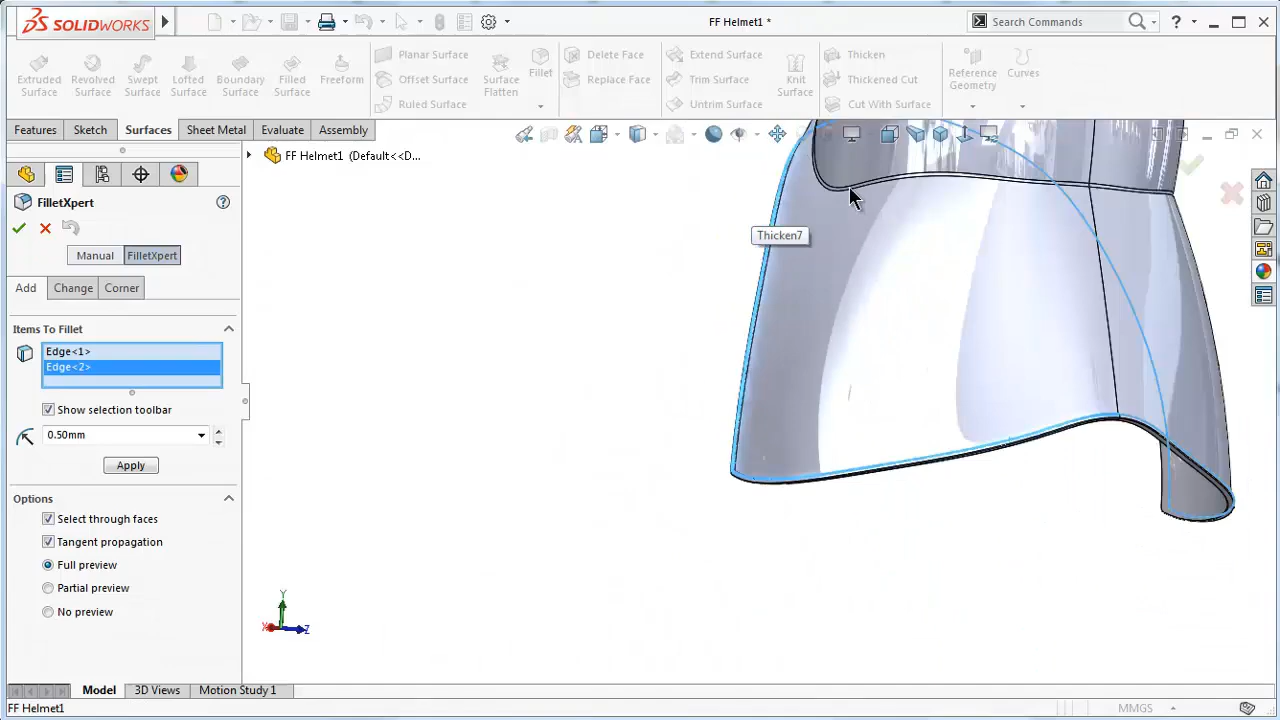 SOLIDWORKS
FF Helmet1 *
Search Commands
Extruded Surface
Revolved Surface
Swept Surface
Lofted Surface
Boundary Surface
Filled Surface
Freeform
Planar Surface
Offset Surface
Ruled Surface
Surface Flatten
Fillet
Delete Face
Replace Face
Extend Surface
Trim Surface
Untrim Surface
Knit Surface
Thicken
Thickened Cut
Cut With Surface
Reference Geometry
Curves
Features
Sketch
Surfaces
Sheet Metal
Evaluate
Assembly
FF Helmet1 (Default<<D...
FilletXpert
Manual
FilletXpert
Add
Change
Corner
Items To Fillet
Edge<1>
Edge<2>
Show selection toolbar
0.50mm
Apply
Options
Select through faces
Tangent propagation
Full preview
Partial preview
No preview
Thicken7
Y
X
Z
Model
3D Views
Motion Study 1
FF Helmet1
MMGS